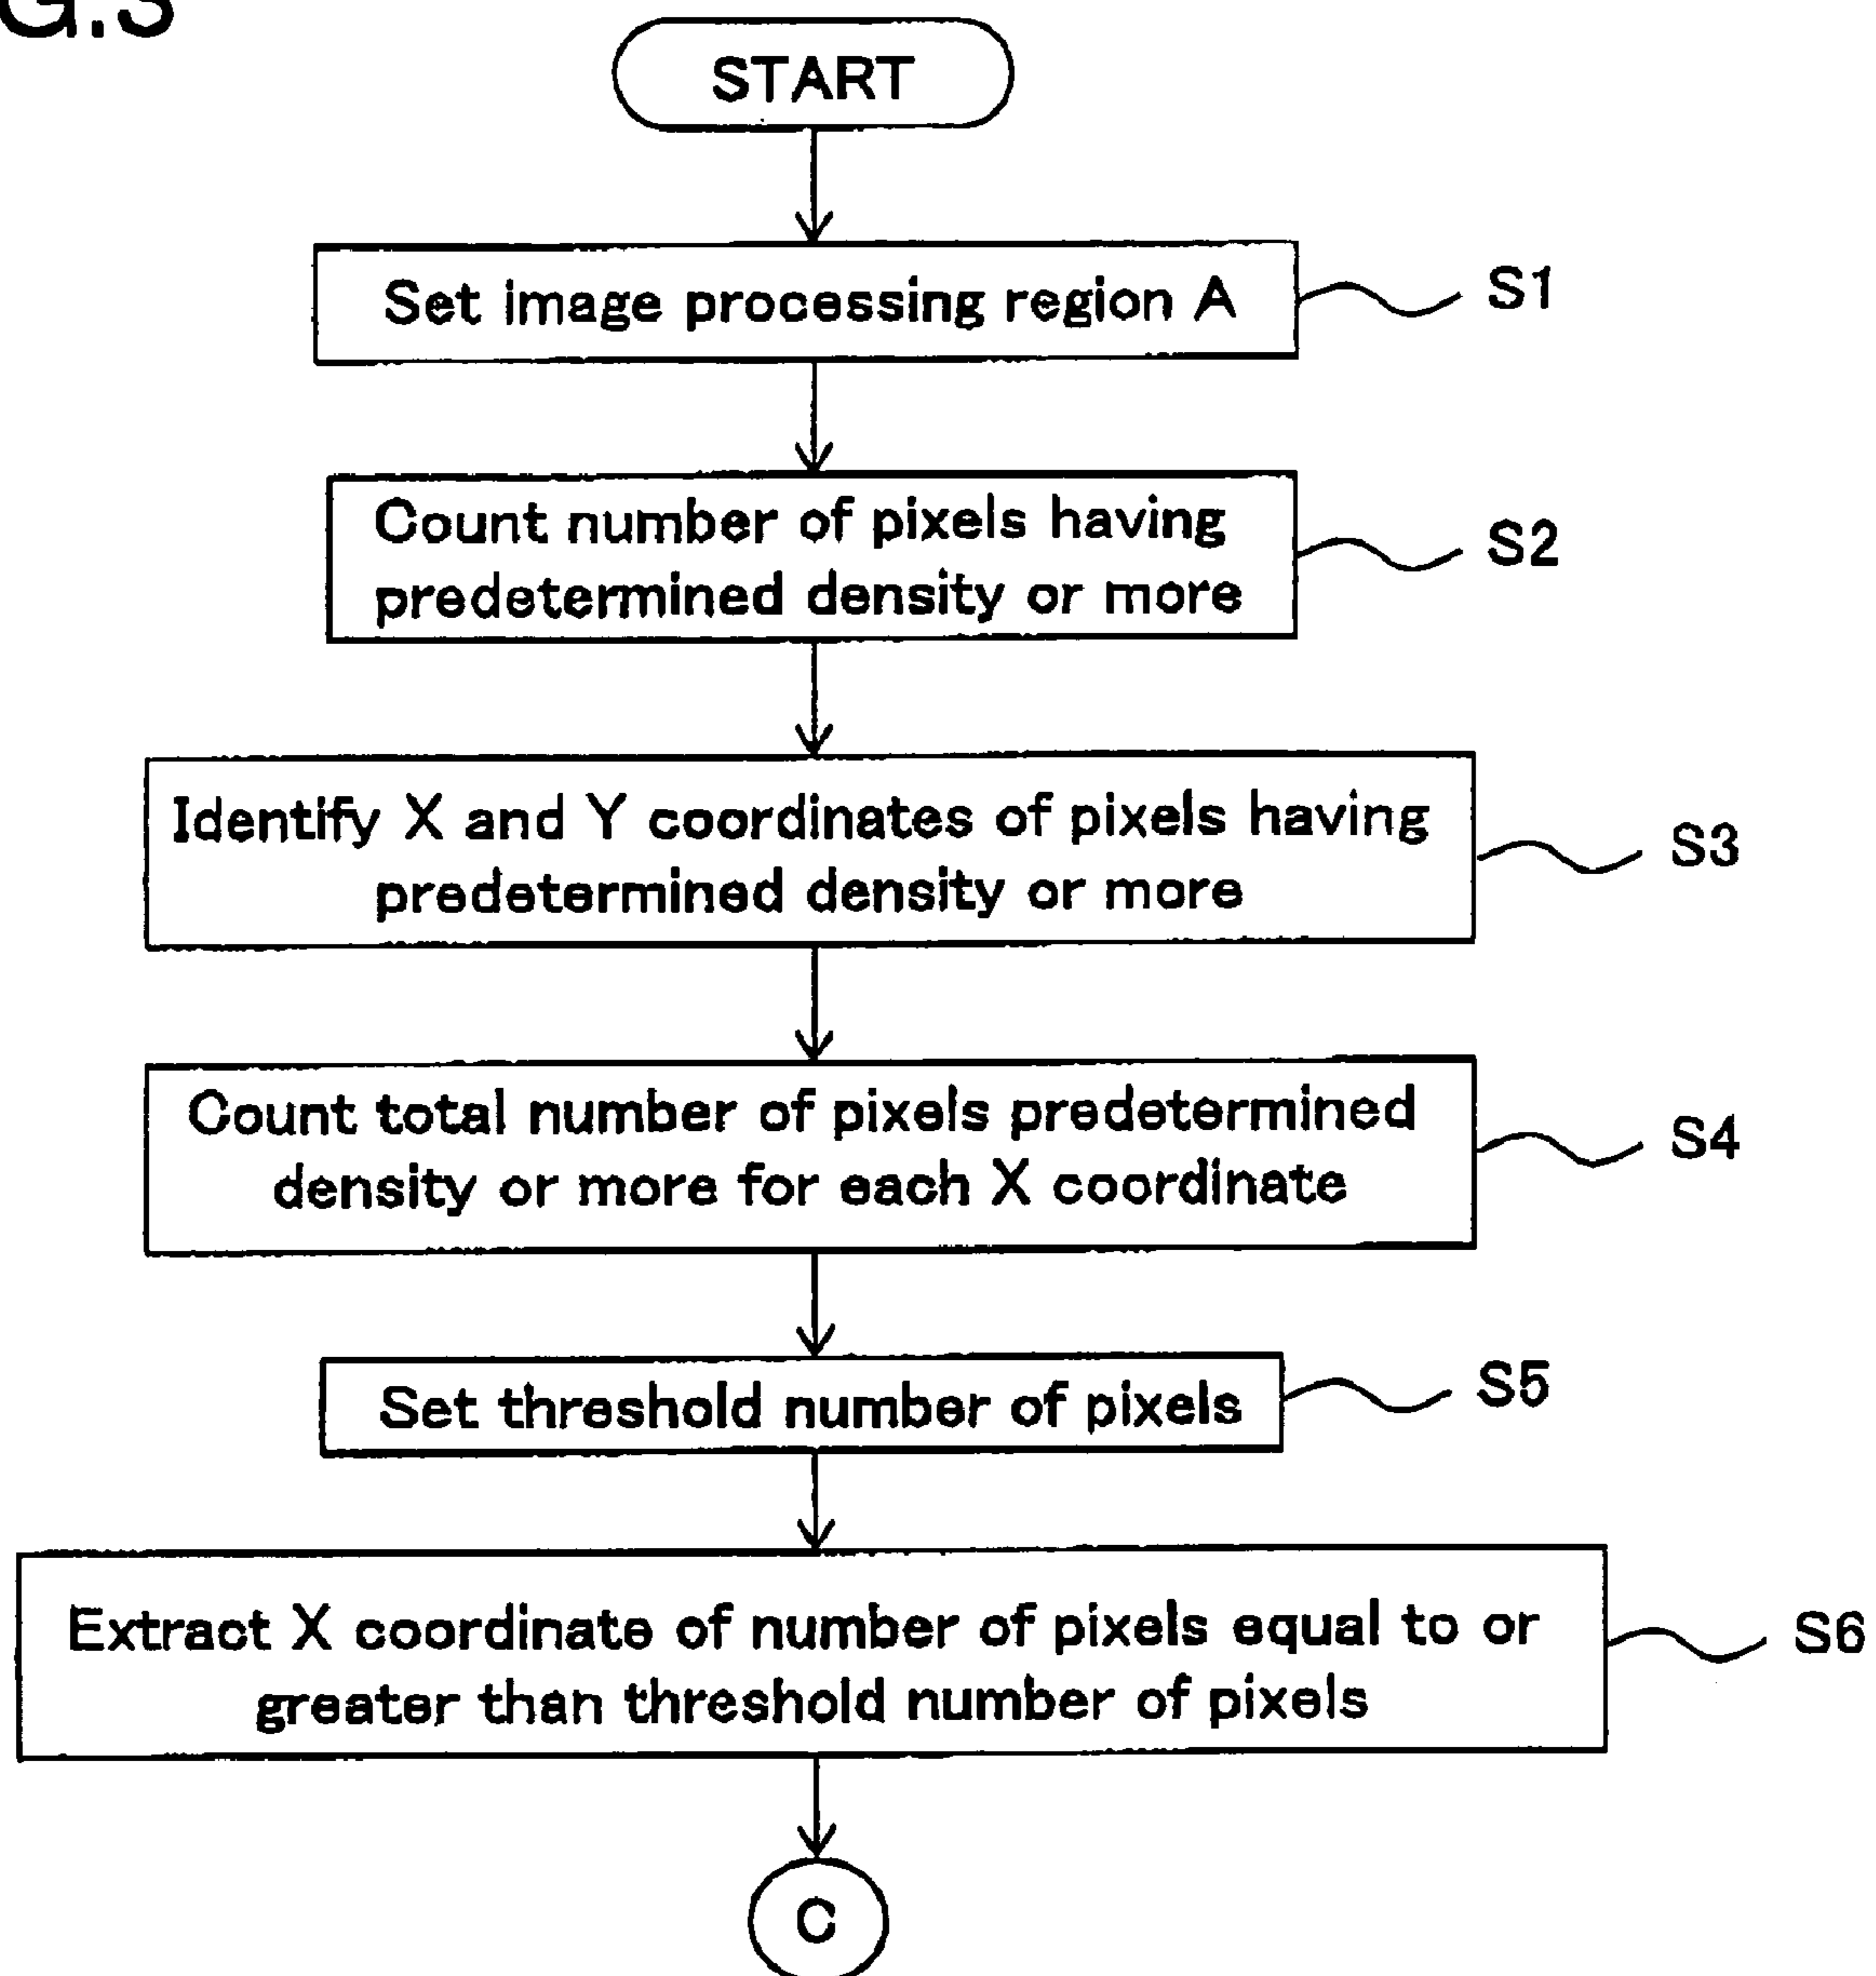 G.3
START
Set image processing region A
S1
Count number of pixels having
predetermined density or more
S2
Identify X and Y coordinates of pixels having
predetermined density or more
S3
Count total number of pixels predetermined
density or more for each X coordinate
S4
Set threshold number of pixels
S5
Extract X coordinate of number of pixels equal to or
greater than threshold number of pixels
S6
C